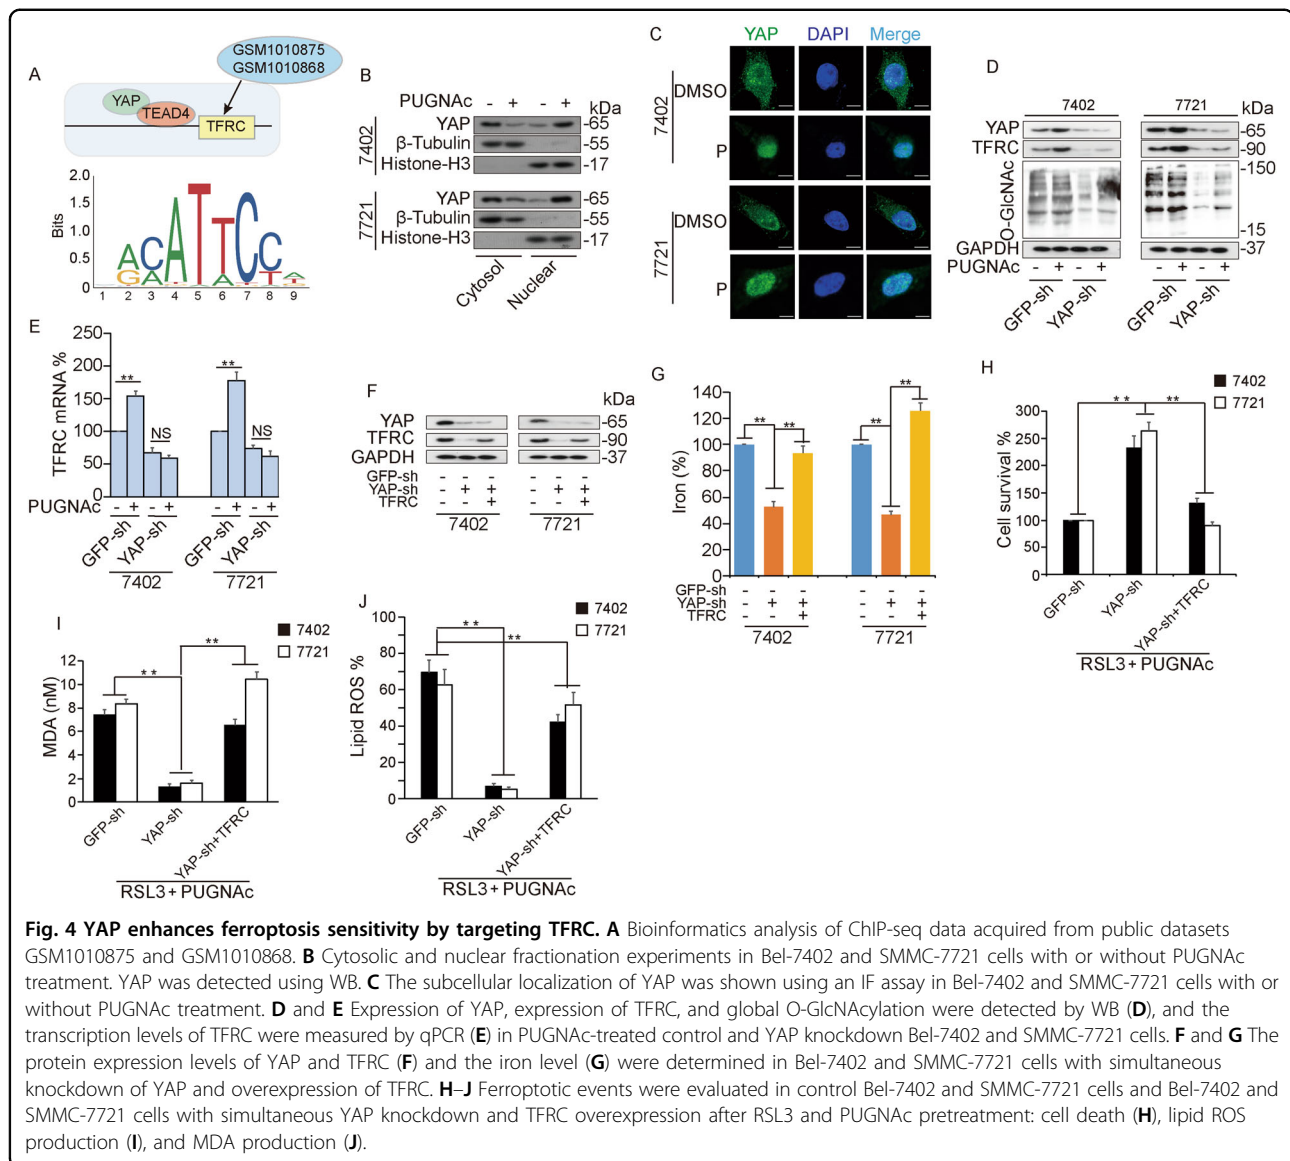 A
GSM1010875
GSM1010868
YAP
TEAD4
TFRC
Bits
2.0
1.5
1.0
0.5
0
1 2 3 4 5 6 7 8 9
B
PUGNAc - + - + kDa
7402
YAP -65
β-Tubulin -55
Histone-H3 -17
7721
YAP -65
β-Tubulin -55
Histone-H3 -17
Cytosol Nuclear
C
YAP DAPI Merge
7402
DMSO
P
7721
DMSO
P
D
7402 7721 kDa
YAP -65
TFRC -90
O-GlcNAc -150
-15
GAPDH -37
PUGNAc - + - + - + - +
GFP-sh YAP-sh GFP-sh YAP-sh
E
TFRC mRNA %
250
200
150
100
50
0
** NS ** NS
PUGNAc - + - + - + - +
GFP-sh YAP-sh GFP-sh YAP-sh
7402 7721
F
kDa
YAP -65
TFRC -90
GAPDH -37
GFP-sh - - - - - -
YAP-sh - + + - + +
TFRC - - + - - +
7402 7721
G
Iron (%)
140
120
100
80
60
40
20
0
** ** ** **
GFP-sh - - - - - -
YAP-sh - + + - + +
TFRC - - + - - +
7402 7721
H
7402
7721
Cell survival %
300
250
200
150
100
50
0
** **
GFP-sh YAP-sh YAP-sh+TFRC
RSL3+PUGNAc
I
7402
7721
MDA (nM)
12
10
8
6
4
2
0
** **
GFP-sh YAP-sh YAP-sh+TFRC
RSL3+PUGNAc
J
7402
7721
Lipid ROS %
100
80
60
40
20
0
** **
GFP-sh YAP-sh YAP-sh+TFRC
RSL3+PUGNAc
Fig. 4 YAP enhances ferroptosis sensitivity by targeting TFRC. A Bioinformatics analysis of ChIP-seq data acquired from public datasets
GSM1010875 and GSM1010868. B Cytosolic and nuclear fractionation experiments in Bel-7402 and SMMC-7721 cells with or without PUGNAc
treatment. YAP was detected using WB. C The subcellular localization of YAP was shown using an IF assay in Bel-7402 and SMMC-7721 cells with or
without PUGNAc treatment. D and E Expression of YAP, expression of TFRC, and global O-GlcNAcylation were detected by WB (D), and the
transcription levels of TFRC were measured by qPCR (E) in PUGNAc-treated control and YAP knockdown Bel-7402 and SMMC-7721 cells. F and G The
protein expression levels of YAP and TFRC (F) and the iron level (G) were determined in Bel-7402 and SMMC-7721 cells with simultaneous
knockdown of YAP and overexpression of TFRC. H–J Ferroptotic events were evaluated in control Bel-7402 and SMMC-7721 cells and Bel-7402 and
SMMC-7721 cells with simultaneous YAP knockdown and TFRC overexpression after RSL3 and PUGNAc pretreatment: cell death (H), lipid ROS
production (I), and MDA production (J).